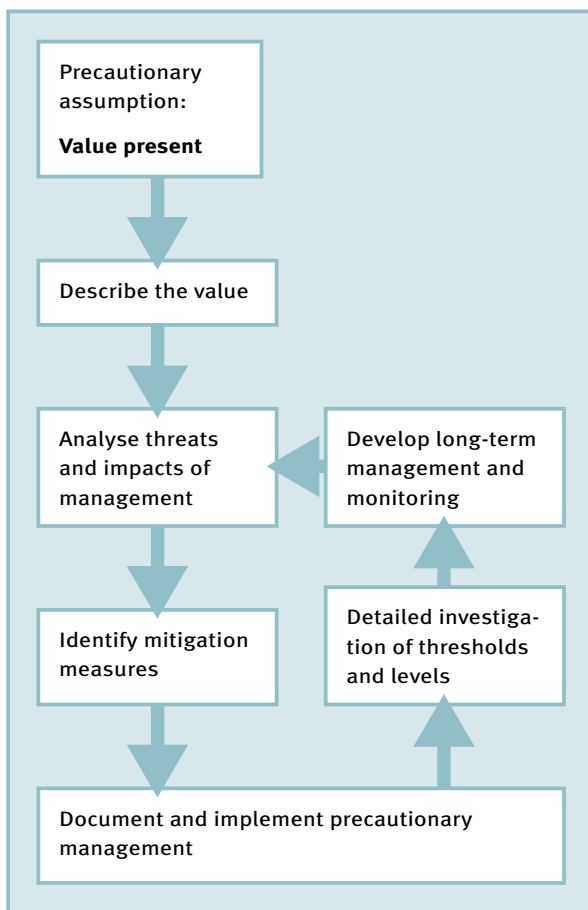 Precautionary
assumption:
Value present
Describe the value
Analyse threats
and impacts of
management
Develop long-term
management and
monitoring
Identify mitigation
measures
Detailed investiga-
tion of thresholds
and levels
Document and implement precautionary
management